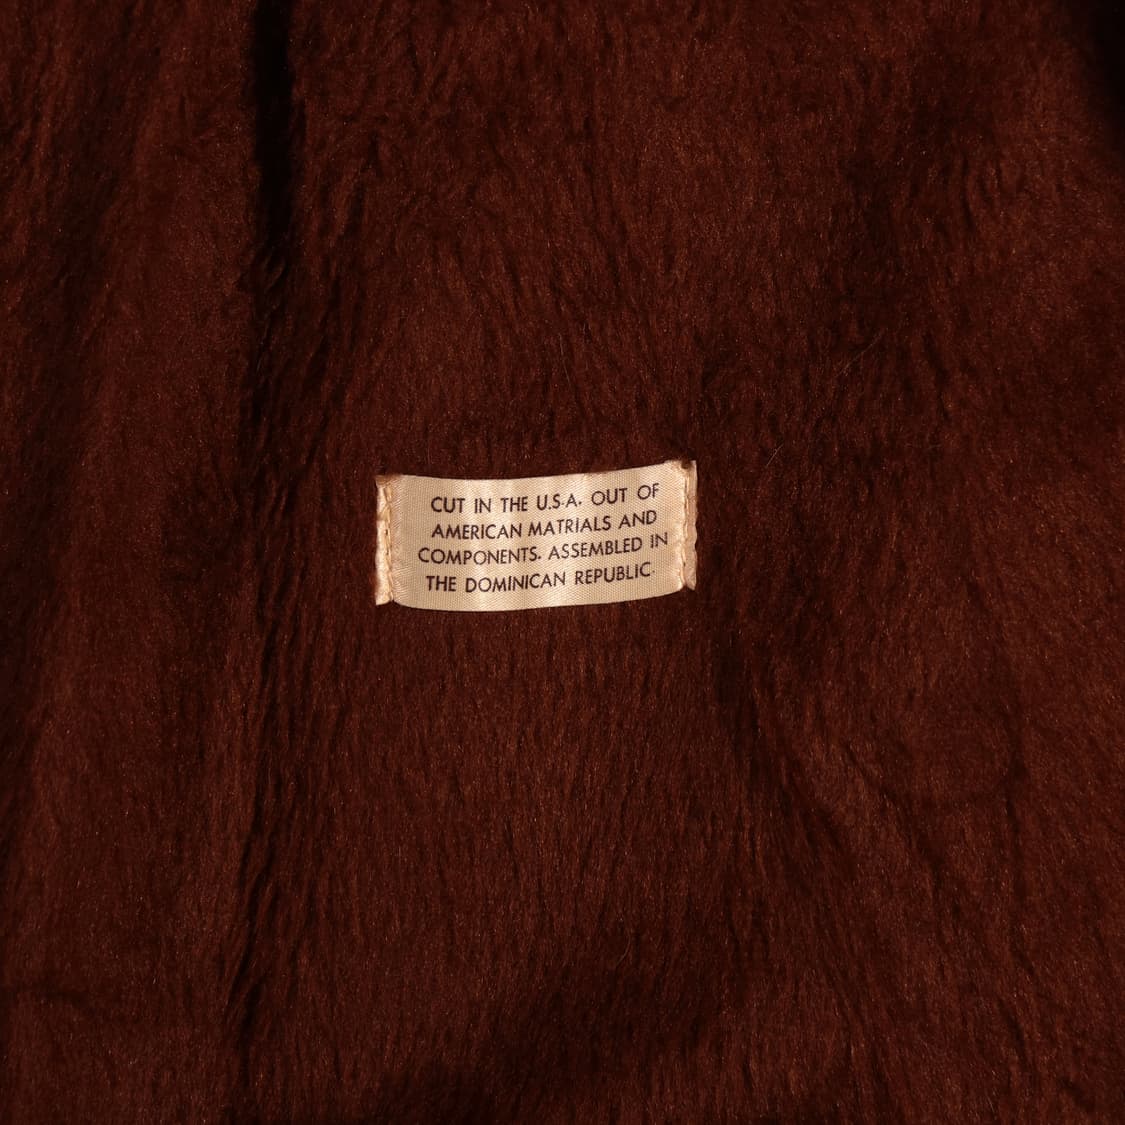 CUT IN THE U.S.A. OUT OF
AMERICAN MATRIALS AND
COMPONENTS. ASSEMBLED IN
THE DOMINICAN REPUBLIC.